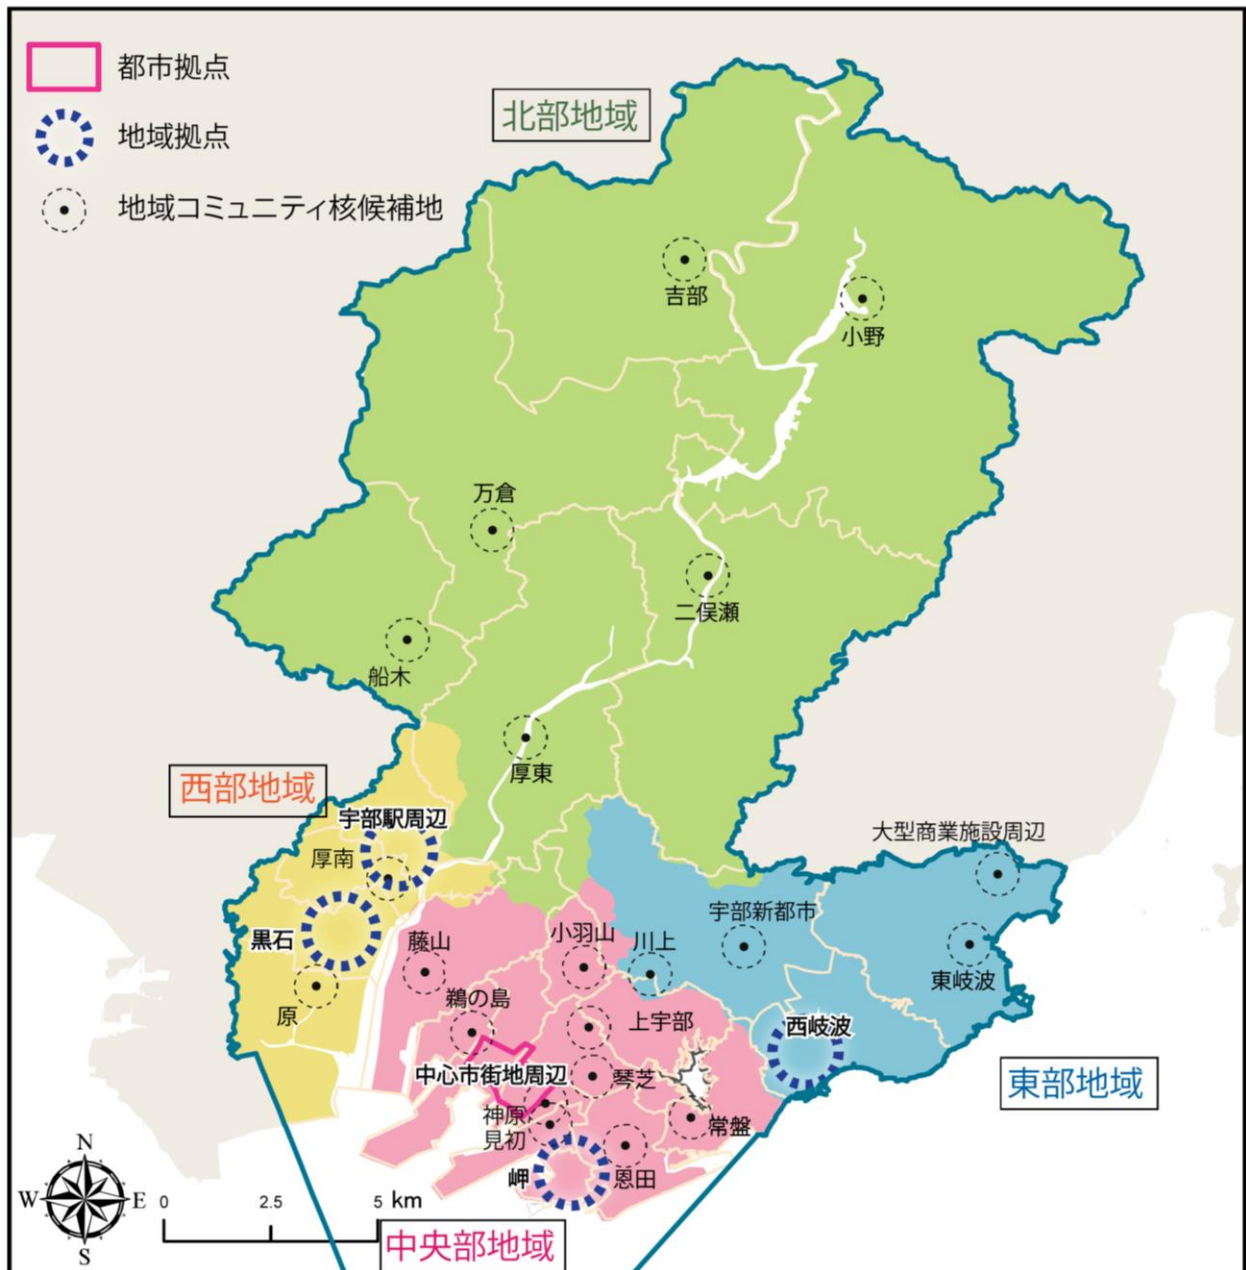 都市拠点
地域拠点
地域コミュニティ核候補地
北部地域
吉部
小野
万倉
二俣瀬
船木
厚東
西部地域
宇部駅周辺
厚南
大型商業施設周辺
宇部新都市
小羽山
川上
藤山
黒石
東岐波
鵜の島
原
上宇部
西岐波
中心市街地周辺
琴芝
東部地域
神原
見初
常盤
岬
恩田
N
W
E
S
0
2.5
5
km
中央部地域